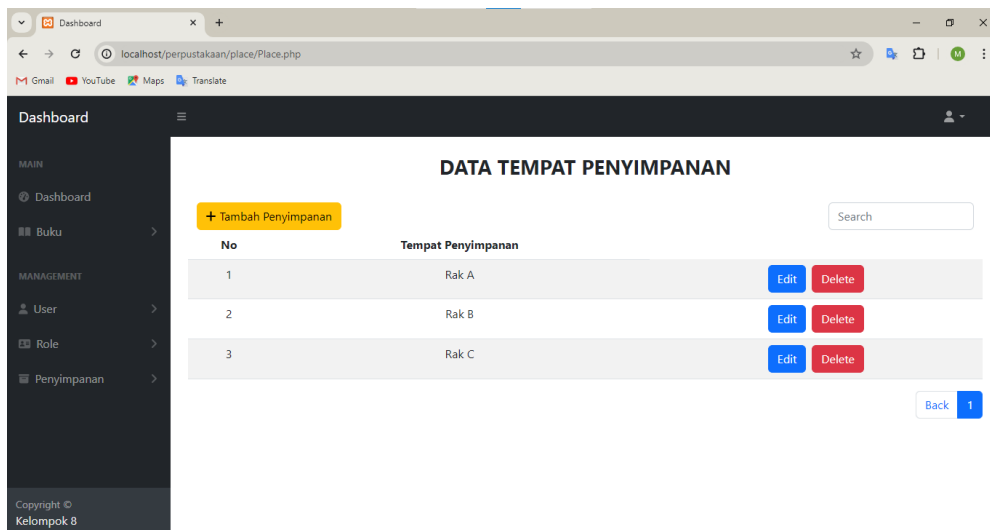 Dashboard
localhost/perpustakaan/place/Place.php
M
Gmail YouTube Maps Translate
Dashboard
MAIN
Dashboard
Buku
MANAGEMENT
User
Role
Penyimpanan
Copyright ©
Kelompok 8
DATA TEMPAT PENYIMPANAN
+ Tambah Penyimpanan Search
No Tempat Penyimpanan
1 Rak A Edit Delete
2 Rak B Edit Delete
3 Rak C Edit Delete
Back 1